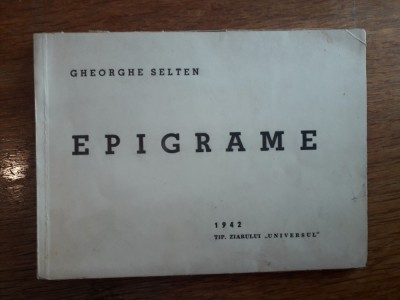 GHEORGHE SELTEN
EPIGRAME
1942
TIP. ZIARULUI „UNIVERSUL"